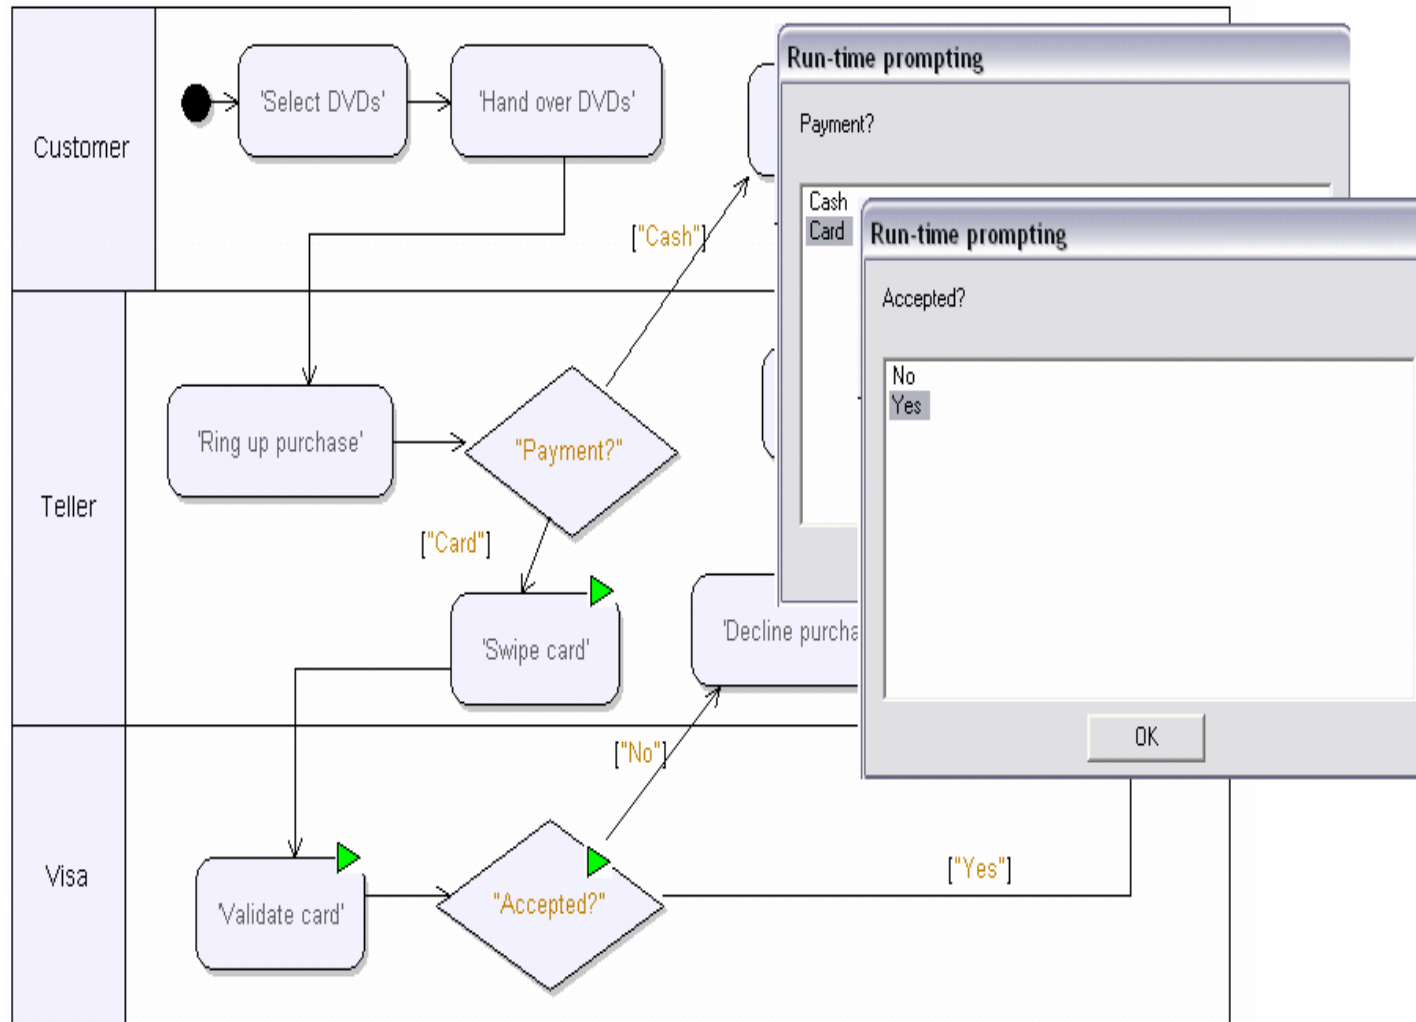 Customer
'Select DVDs'
'Hand over DVDs'
["Cash"]
Run-time prompting
Payment?
Cash
Card
Run-time prompting
Accepted?
No
Yes
OK
Teller
'Ring up purchase'
"Payment?"
["Card"]
'Swipe card'
'Decline
Visa
["No"]
'Validate card'
"Accepted?"
["Yes"]